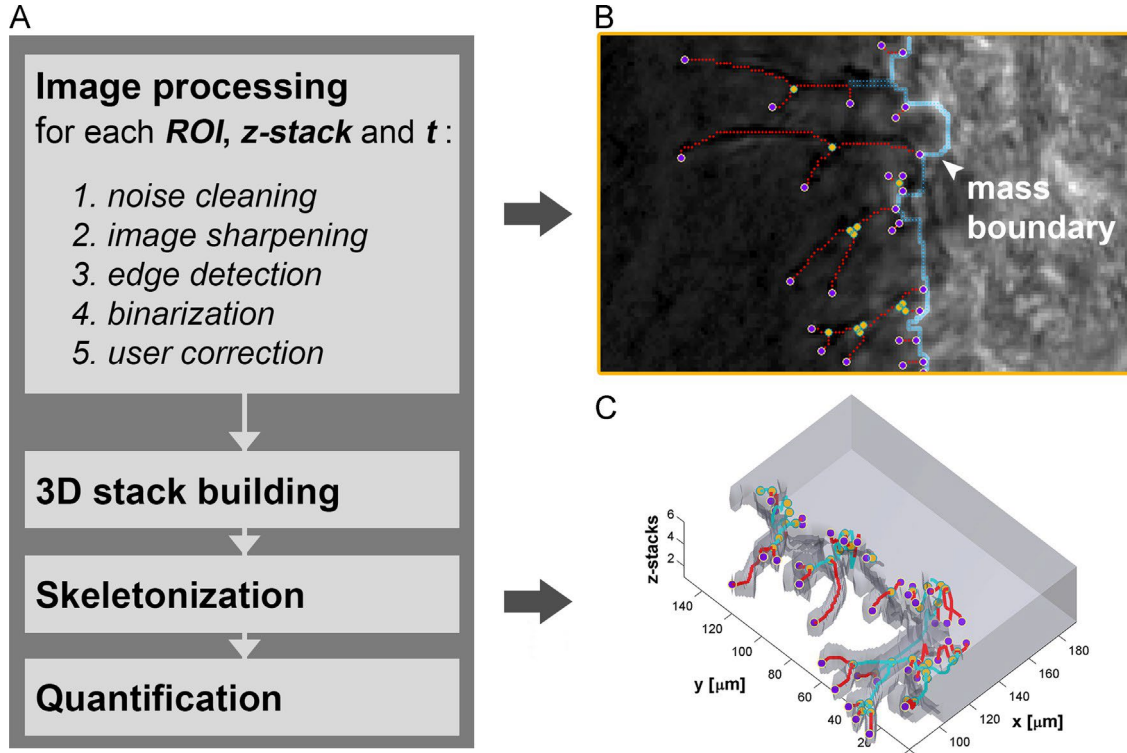 A
Image processing
for each ROI, z-stack and t :
1. noise cleaning
2. image sharpening
3. edge detection
4. binarization
5. user correction
3D stack building
Skeletonization
Quantification
B
mass
boundary
C
z-stacks
6
4
2
140
120
100
80
60
40
20
y [μm]
180
160
140
120
100
x [μm]